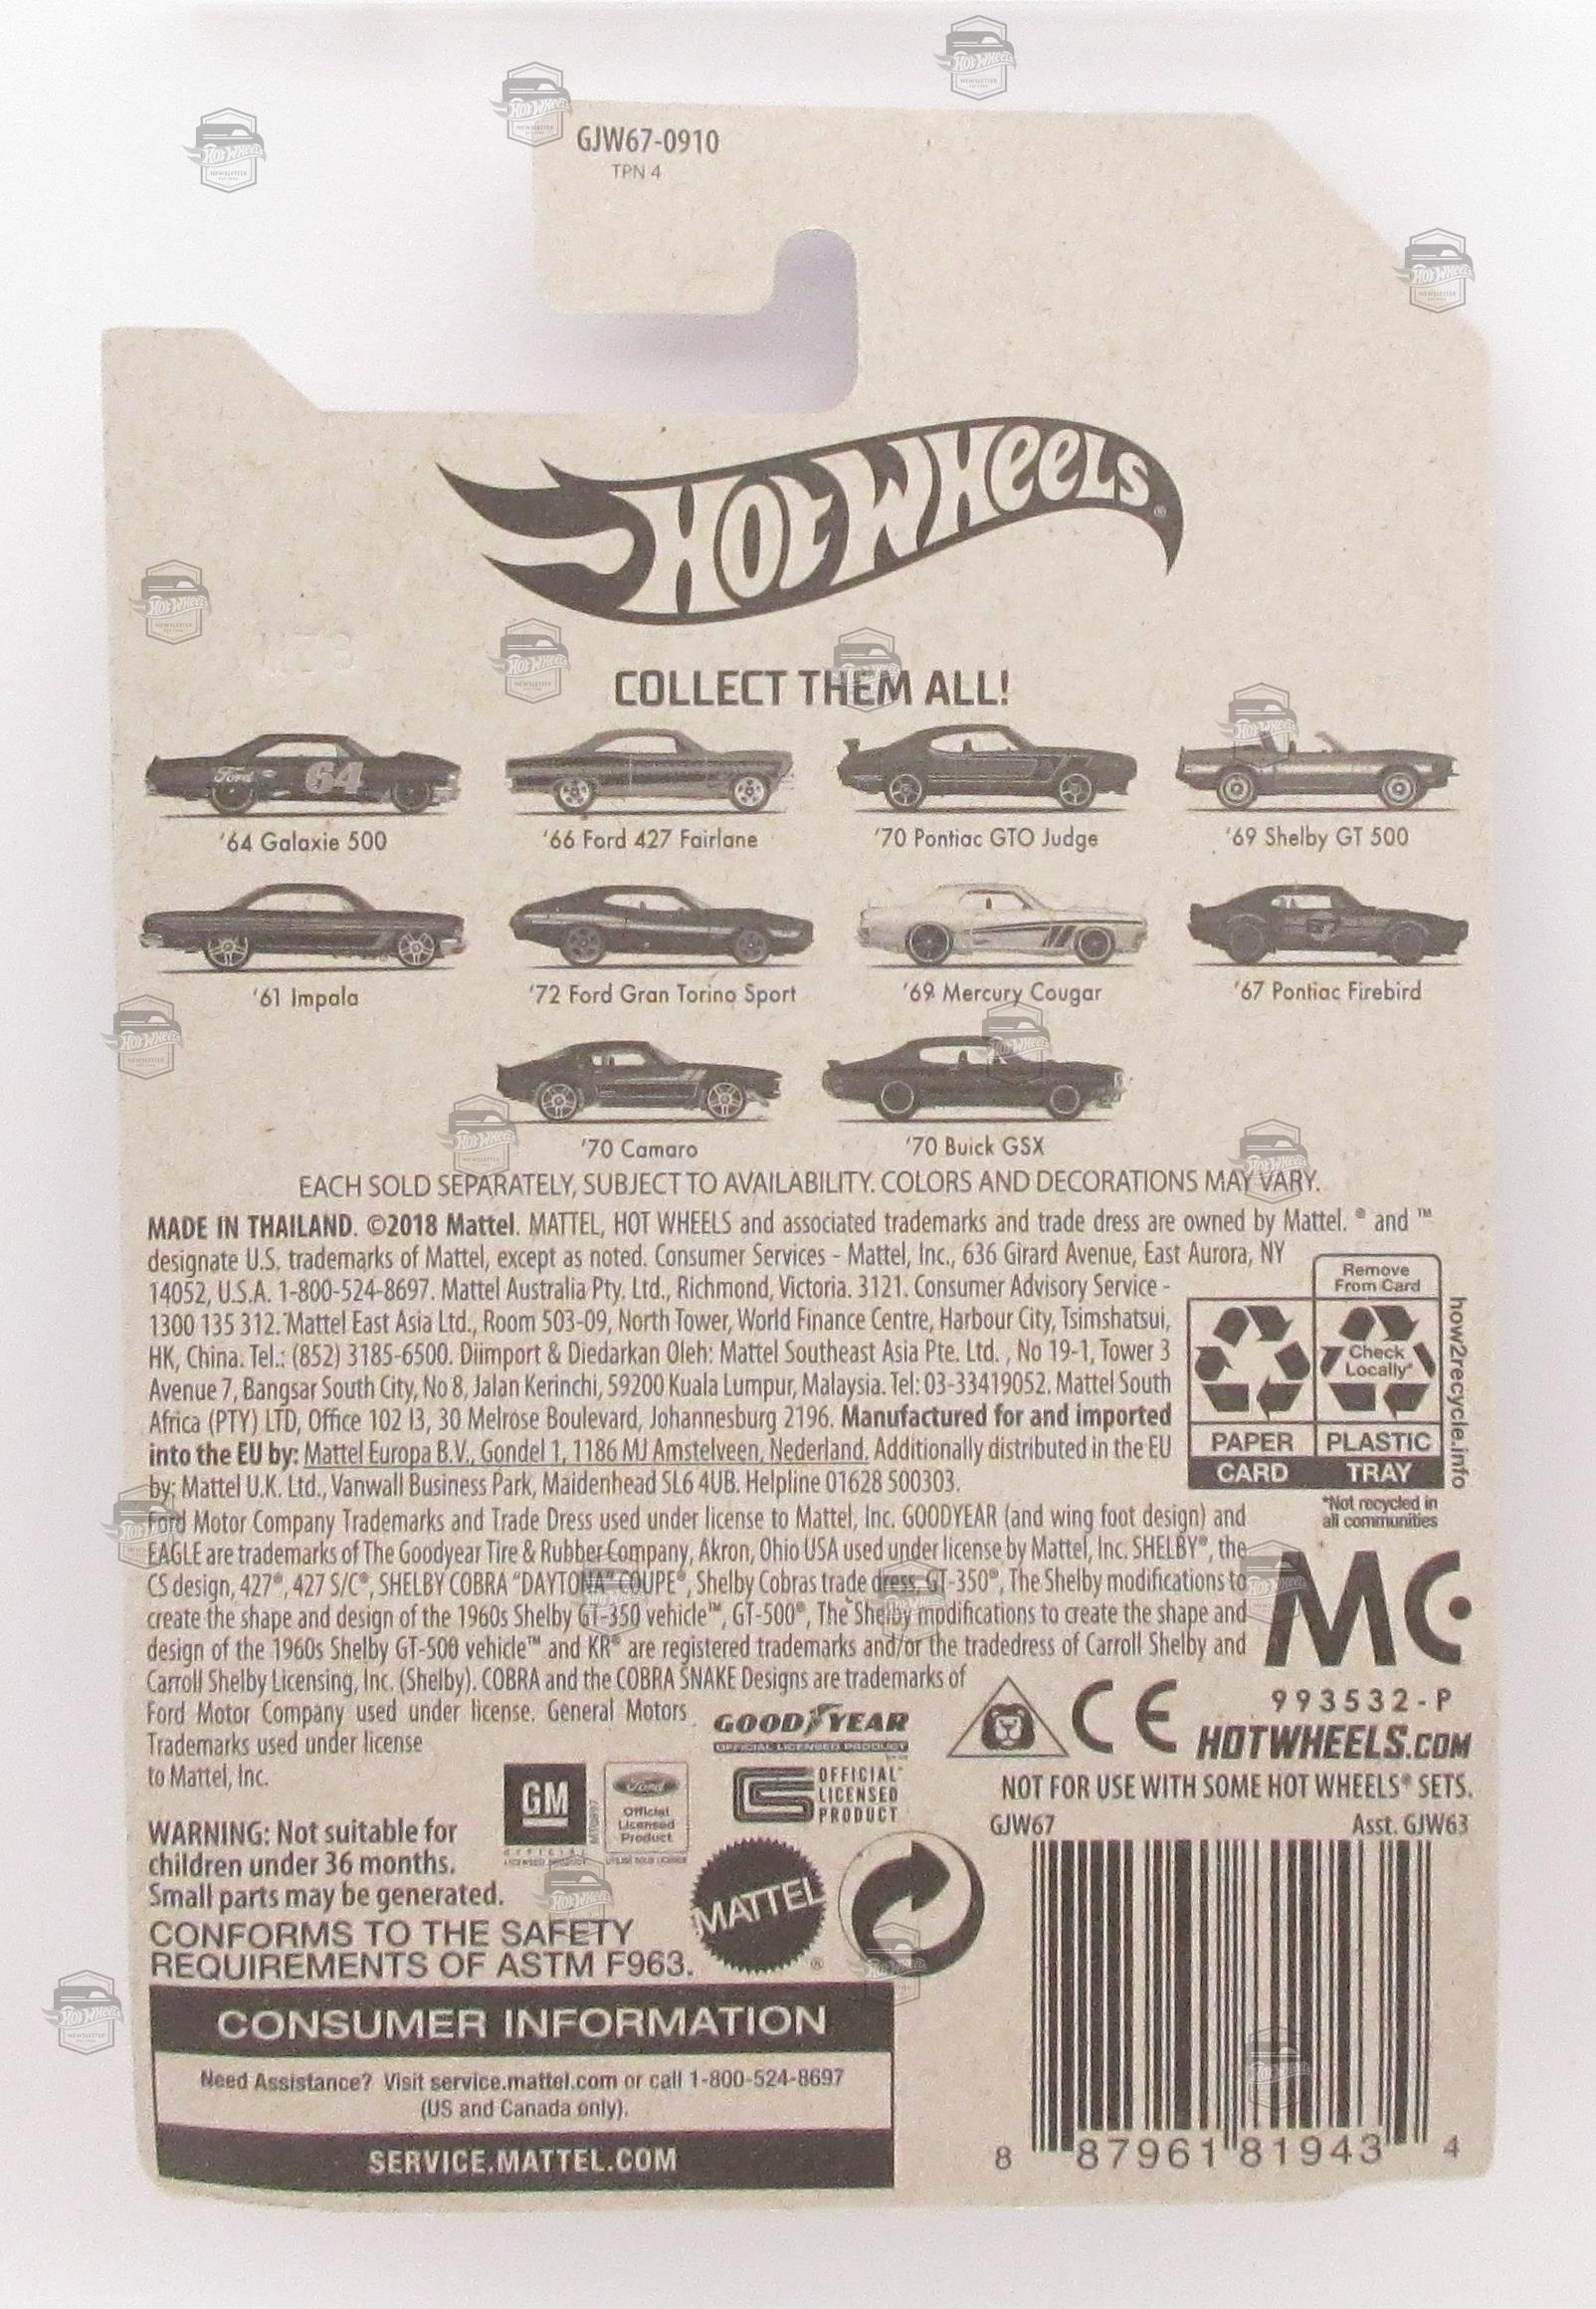 GJW67-0910
TPN 4
Hot Wheels®
COLLECT THEM ALL!
Ford 64
'64 Galaxie 500
'66 Ford 427 Fairlane
'70 Pontiac GTO Judge
'69 Shelby GT 500
'61 Impala
'72 Ford Gran Torino Sport
'69 Mercury Cougar
'67 Pontiac Firebird
'70 Camaro
'70 Buick GSX
EACH SOLD SEPARATELY, SUBJECT TO AVAILABILITY. COLORS AND DECORATIONS MAY VARY.
MADE IN THAILAND. ©2018 Mattel. MATTEL, HOT WHEELS and associated trademarks and trade dress are owned by Mattel. ® and ™
designate U.S. trademarks of Mattel, except as noted. Consumer Services - Mattel, Inc., 636 Girard Avenue, East Aurora, NY
14052, U.S.A. 1-800-524-8697. Mattel Australia Pty. Ltd., Richmond, Victoria. 3121. Consumer Advisory Service -
1300 135 312. Mattel East Asia Ltd., Room 503-09, North Tower, World Finance Centre, Harbour City, Tsimshatsui,
HK, China. Tel.: (852) 3185-6500. Diimport & Diedarkan Oleh: Mattel Southeast Asia Pte. Ltd. , No 19-1, Tower 3
Avenue 7, Bangsar South City, No 8, Jalan Kerinchi, 59200 Kuala Lumpur, Malaysia. Tel: 03-33419052. Mattel South
Africa (PTY) LTD, Office 102 I3, 30 Melrose Boulevard, Johannesburg 2196. Manufactured for and imported
into the EU by: Mattel Europa B.V., Gondel 1, 1186 MJ Amstelveen, Nederland. Additionally distributed in the EU
by: Mattel U.K. Ltd., Vanwall Business Park, Maidenhead SL6 4UB. Helpline 01628 500303.
Remove
From Card
Check
Locally*
PAPER
PLASTIC
CARD
TRAY
how2recycle.info
*Not recycled in
all communities
Ford Motor Company Trademarks and Trade Dress used under license to Mattel, Inc. GOODYEAR (and wing foot design) and
EAGLE are trademarks of The Goodyear Tire & Rubber Company, Akron, Ohio USA used under license by Mattel, Inc. SHELBY®, the
CS design, 427®, 427 S/C®, SHELBY COBRA "DAYTONA" COUPE®, Shelby Cobras trade dress, GT-350®, The Shelby modifications to
create the shape and design of the 1960s Shelby GT-350 vehicle™, GT-500®, The Shelby modifications to create the shape and
design of the 1960s Shelby GT-500 vehicle™ and KR® are registered trademarks and/or the tradedress of Carroll Shelby and
Carroll Shelby Licensing, Inc. (Shelby). COBRA and the COBRA SNAKE Designs are trademarks of
Ford Motor Company used under license. General Motors
Trademarks used under license
to Mattel, Inc.
GOODYEAR
OFFICIAL LICENSED PRODUCT
GM
Ford
Official
Licensed
Product
OFFICIAL
LICENSED
PRODUCT
MC
CE
993532-P
HOTWHEELS.COM
NOT FOR USE WITH SOME HOT WHEELS® SETS.
GJW67
Asst. GJW63
WARNING: Not suitable for
children under 36 months.
Small parts may be generated.
MATTEL®
CONFORMS TO THE SAFETY
REQUIREMENTS OF ASTM F963.
CONSUMER INFORMATION
Need Assistance? Visit service.mattel.com or call 1-800-524-8697
(US and Canada only).
SERVICE.MATTEL.COM
8 87961 81943 4